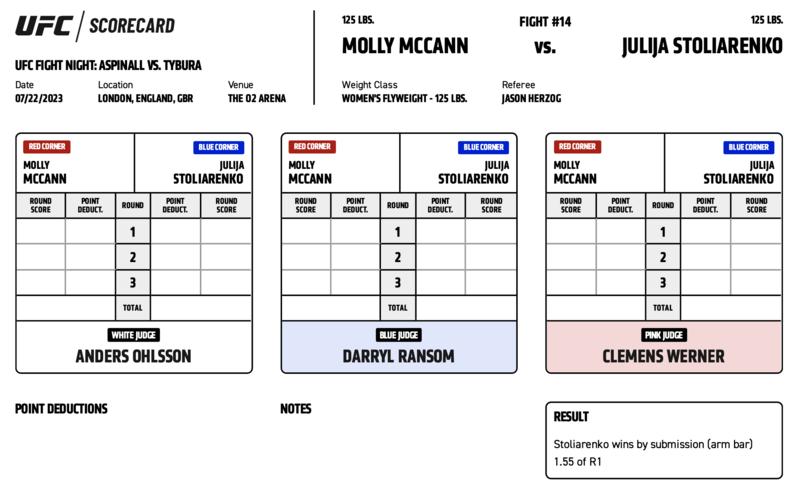 UFC / SCORECARD
UFC FIGHT NIGHT: ASPINALL VS. TYBURA
Date Location Venue
07/22/2023 LONDON, ENGLAND, GBR THE O2 ARENA
125 LBS. FIGHT #14 125 LBS.
MOLLY MCCANN VS. JULIJA STOLIARENKO
Weight Class Referee
WOMEN'S FLYWEIGHT - 125 LBS. JASON HERZOG
RED CORNER BLUE CORNER
MOLLY JULIJA
MCCANN STOLIARENKO
ROUND POINT ROUND POINT ROUND
SCORE DEDUCT. DEDUCT. SCORE
1
2
3
TOTAL
WHITE JUDGE
ANDERS OHLSSON
RED CORNER BLUE CORNER
MOLLY JULIJA
MCCANN STOLIARENKO
ROUND POINT ROUND POINT ROUND
SCORE DEDUCT. DEDUCT. SCORE
1
2
3
TOTAL
BLUE JUDGE
DARRYL RANSOM
RED CORNER BLUE CORNER
MOLLY JULIJA
MCCANN STOLIARENKO
ROUND POINT ROUND POINT ROUND
SCORE DEDUCT. DEDUCT. SCORE
1
2
3
TOTAL
PINK JUDGE
CLEMENS WERNER
POINT DEDUCTIONS
NOTES
RESULT
Stoliarenko wins by submission (arm bar)
1.55 of R1